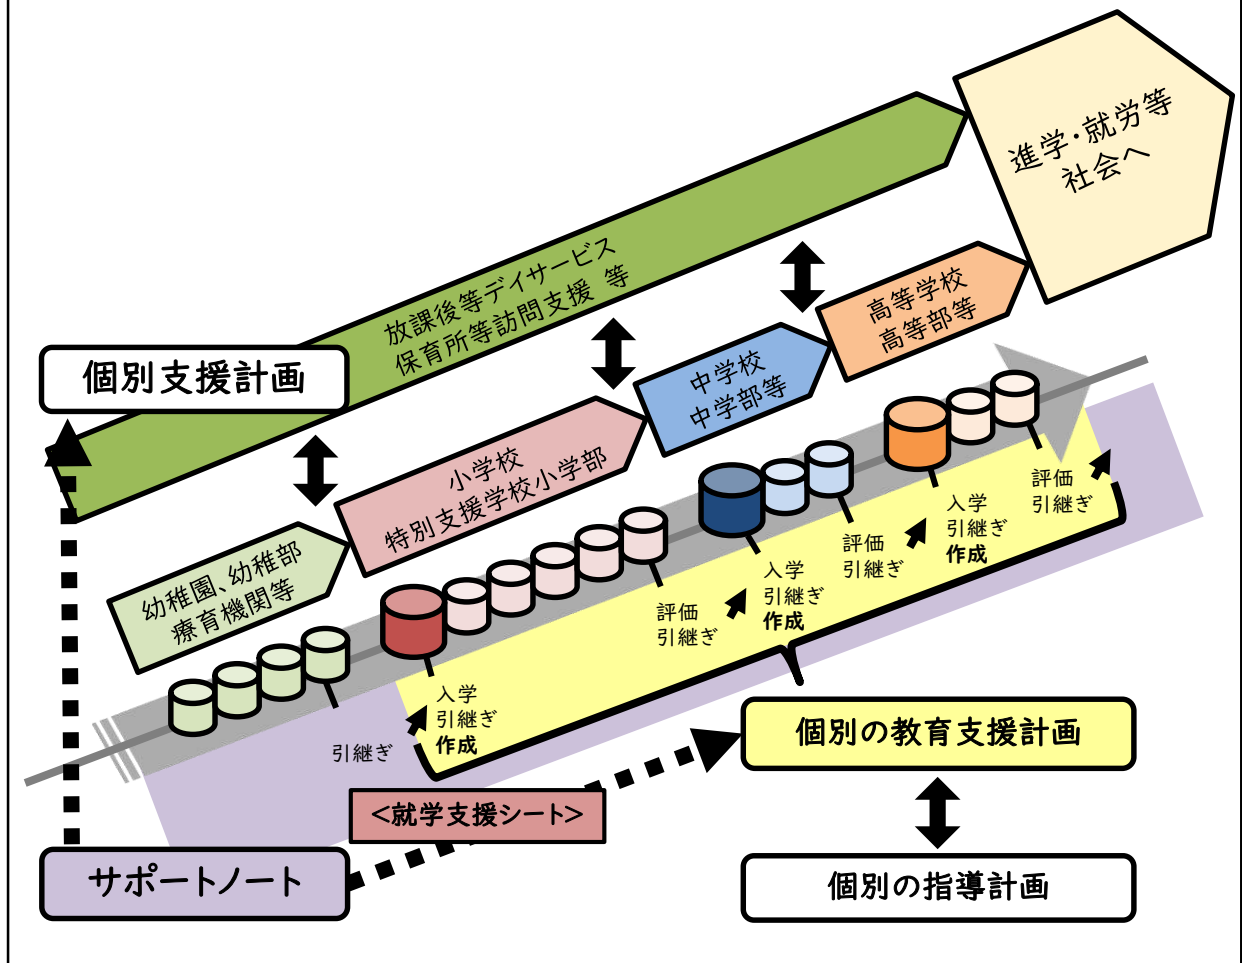 進学・就労等
社会へ
放課後等デイサービス
保育所等訪問支援 等
個別支援計画
高等学校
高等部等
中学校
中学部等
小学校
特別支援学校小学部
幼稚園、幼稚部
療育機関等
評価
引継ぎ
入学
引継ぎ
作成
評価
引継ぎ
入学
引継ぎ
作成
評価
引継ぎ
入学
引継ぎ
作成
引継ぎ
個別の教育支援計画
<就学支援シート>
サポートノート
個別の指導計画